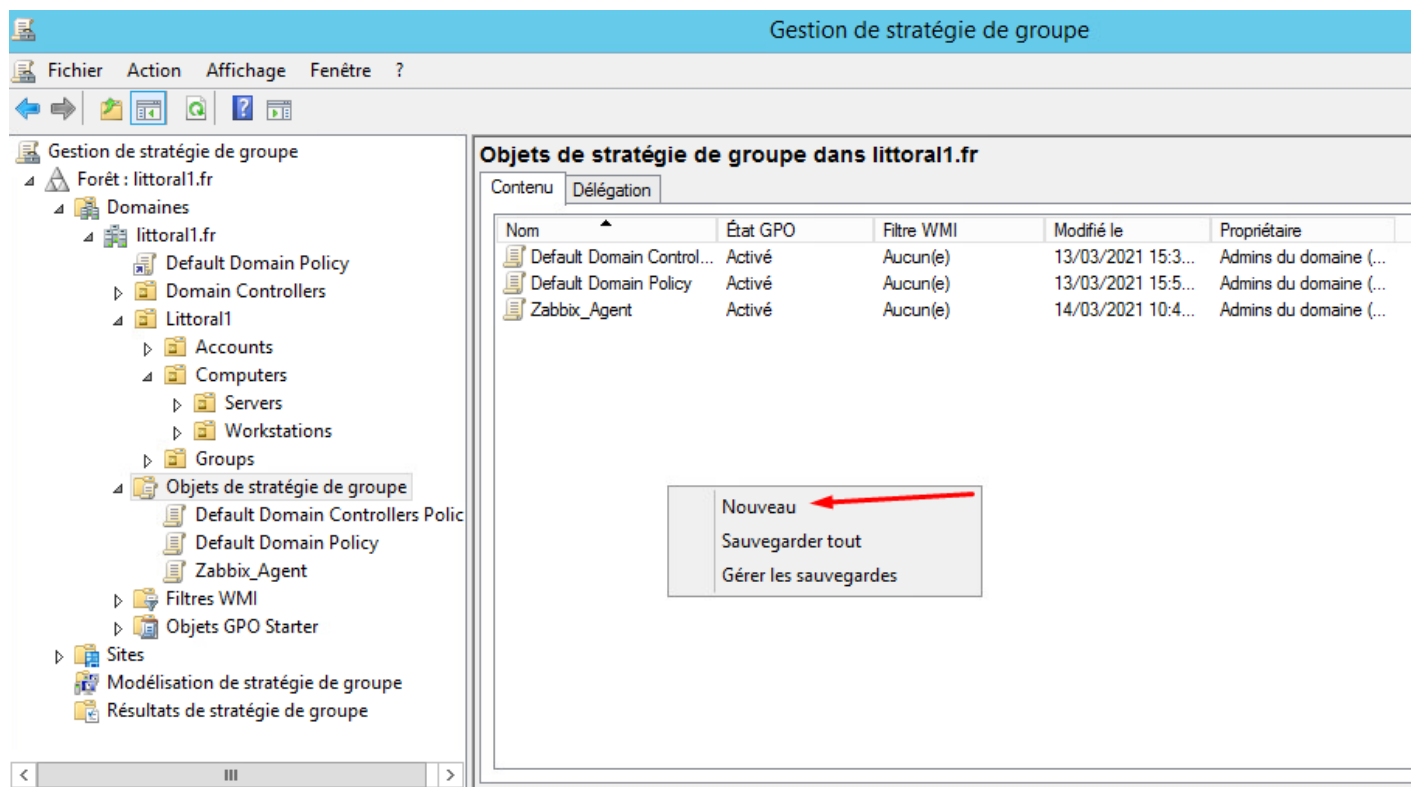 Gestion de stratégie de groupe
Fichier Action Affichage Fenêtre ?
Gestion de stratégie de groupe
Forêt : littoral1.fr
Domaines
littoral1.fr
Default Domain Policy
Domain Controllers
Littoral1
Accounts
Computers
Servers
Workstations
Groups
Objets de stratégie de groupe
Default Domain Controllers Polic
Default Domain Policy
Zabbix_Agent
Filtres WMI
Objets GPO Starter
Sites
Modélisation de stratégie de groupe
Résultats de stratégie de groupe
Objets de stratégie de groupe dans littoral1.fr
Contenu Délégation
Nom État GPO Filtre WMI Modifié le Propriétaire
Default Domain Control... Activé Aucun(e) 13/03/2021 15:3... Admins du domaine (...
Default Domain Policy Activé Aucun(e) 13/03/2021 15:5... Admins du domaine (...
Zabbix_Agent Activé Aucun(e) 14/03/2021 10:4... Admins du domaine (...
Nouveau
Sauvegarder tout
Gérer les sauvegardes